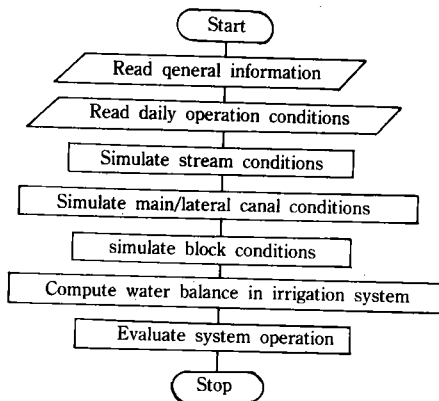 Start
Read qeneral information
Read daily operation conditions
Simulate stream conditions
Simulate main/lateral canal conditions
simulate block conditions
Compute water balance in irrigation system
Evaluate system operation
Stop